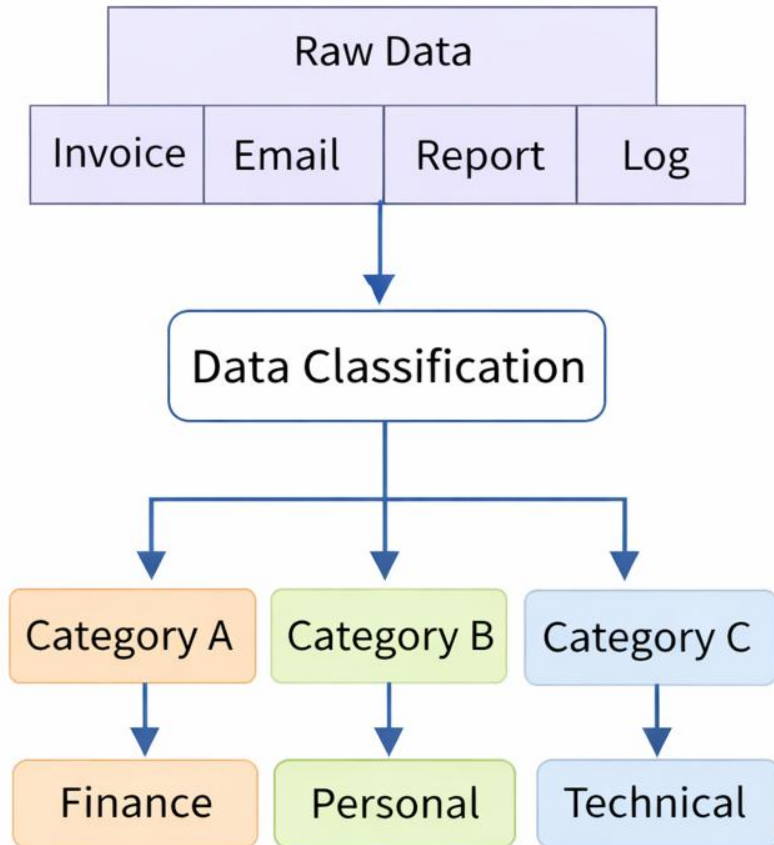 Raw Data
Invoice Email Report Log
Data Classification
Category A Category B Category C
Finance Personal Technical